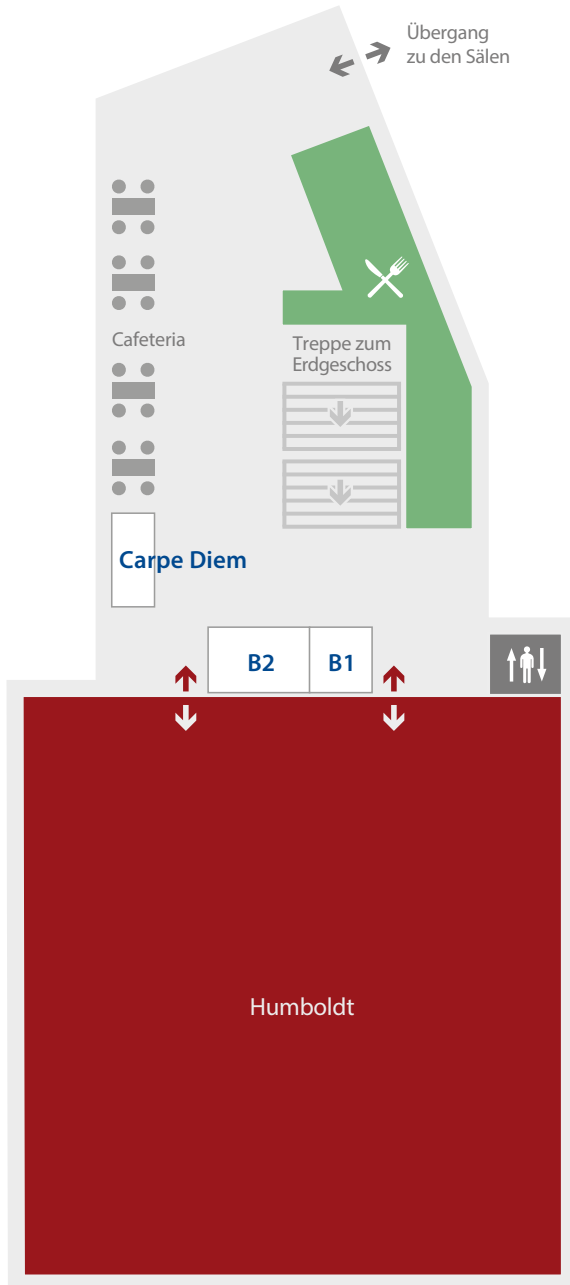 Übergang
zu den Sälen
Cafeteria
Treppe zum
Erdgeschoss
Carpe Diem
B2
B1
Humboldt